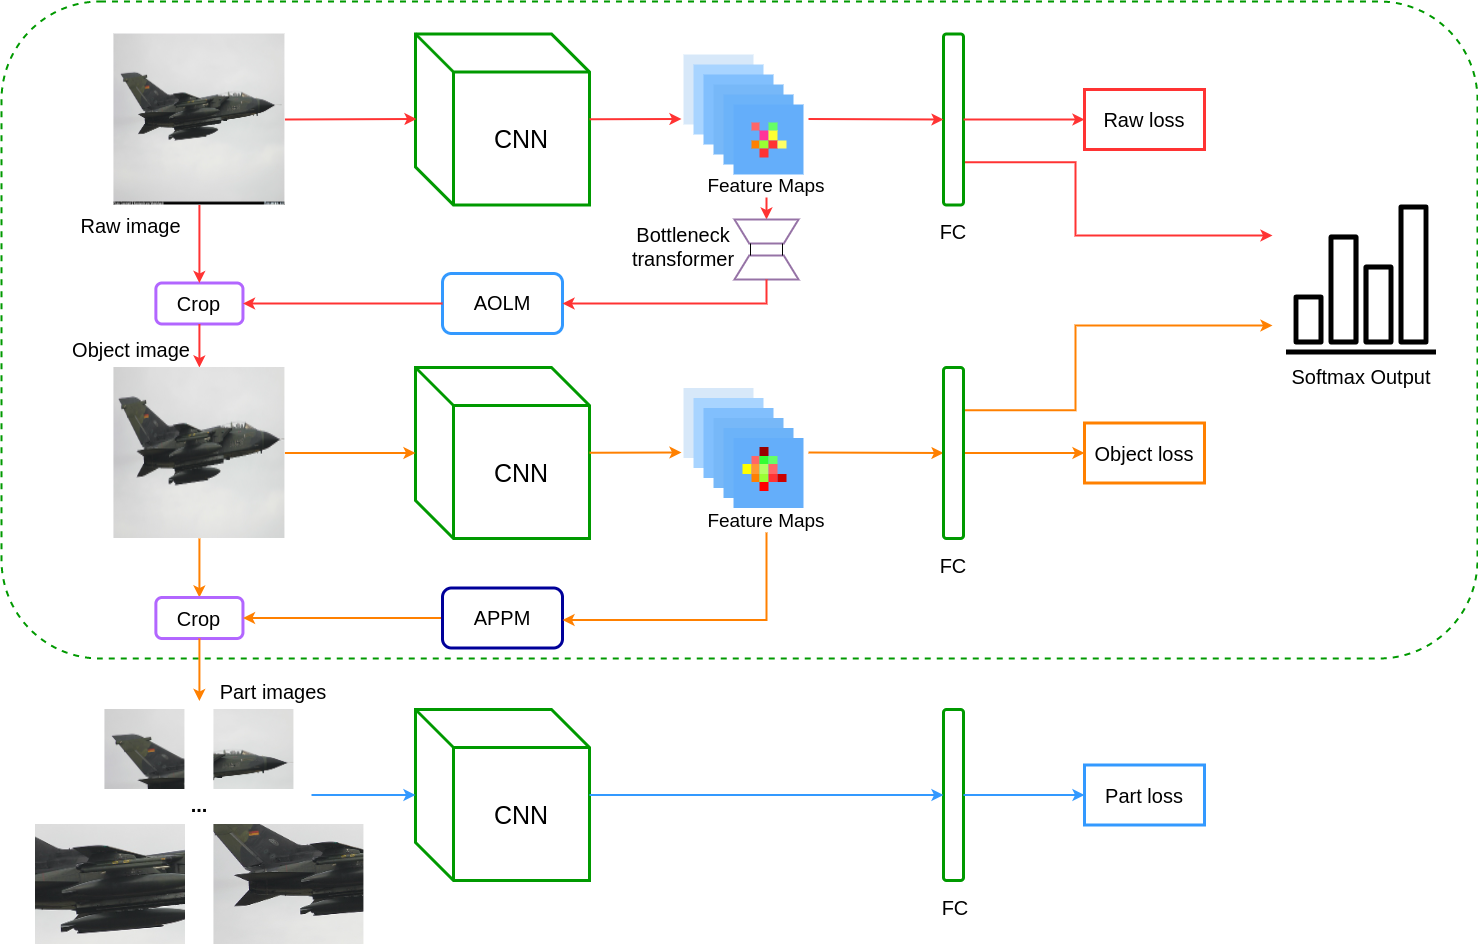 CNN
Feature Maps
Raw loss
Raw image
Bottleneck
transformer
FC
Crop
AOLM
Object image
Softmax Output
CNN
Feature Maps
Object loss
FC
Crop
APPM
Part images
...
CNN
Part loss
FC